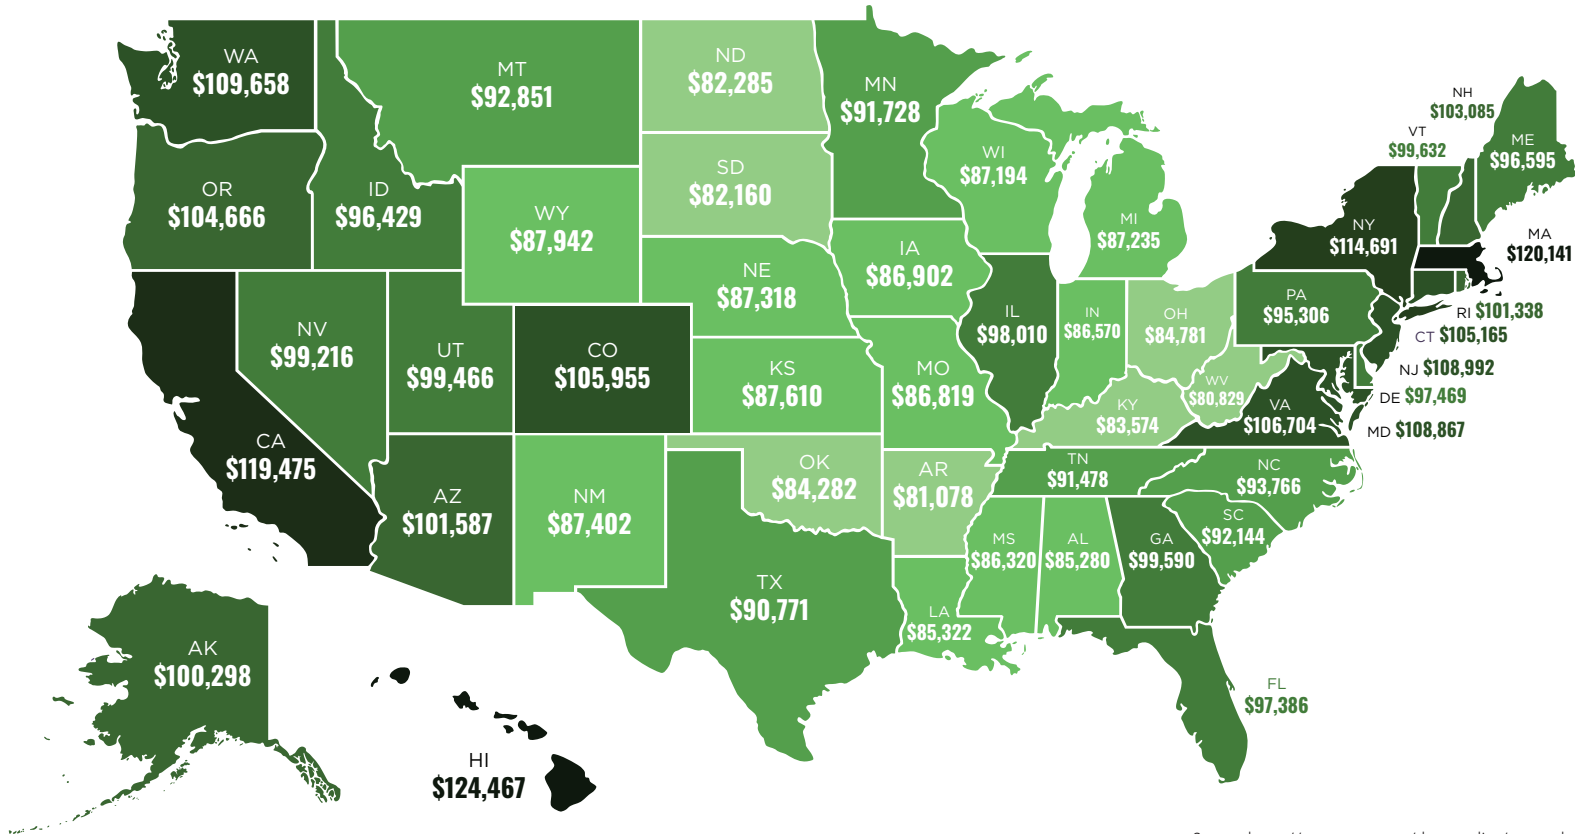 WA
$109,658
MT
$92,851
ND
$82,285
MN
$91,728
NH
$103,085
VT
$99,632
ME
$96,595
OR
$104,666
ID
$96,429
SD
$82,160
WI
$87,194
WY
$87,942
MI
$87,235
NY
$114,691
MA
$120,141
IA
$86,902
NE
$87,318
NV
$99,216
UT
$99,466
CO
$105,955
IL
$98,010
IN
$86,570
OH
$84,781
PA
$95,306
RI $101,338
CT $105,165
NJ $108,992
DE $97,469
MD $108,867
KS
$87,610
MO
$86,819
KY
$83,574
WV
$80,829
VA
$106,704
CA
$119,475
AZ
$101,587
NM
$87,402
OK
$84,282
AR
$81,078
TN
$91,478
NC
$93,766
SC
$92,144
MS
$86,320
AL
$85,280
GA
$99,590
TX
$90,771
LA
$85,322
AK
$100,298
FL
$97,386
HI
$124,467